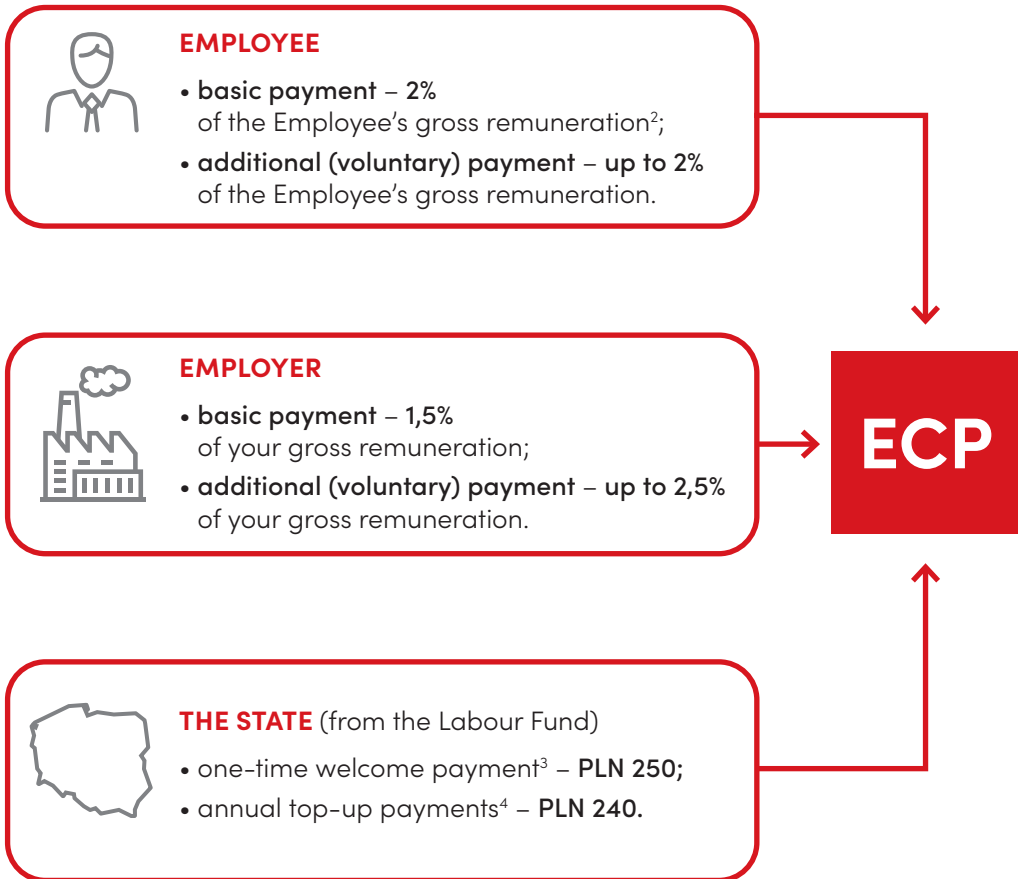 EMPLOYEE
• basic payment – 2%
of the Employee’s gross remuneration²;
• additional (voluntary) payment – up to 2%
of the Employee’s gross remuneration.
EMPLOYER
• basic payment – 1,5%
of your gross remuneration;
• additional (voluntary) payment – up to 2,5%
of your gross remuneration.
ECP
THE STATE (from the Labour Fund)
• one-time welcome payment³ – PLN 250;
• annual top-up payments⁴ – PLN 240.